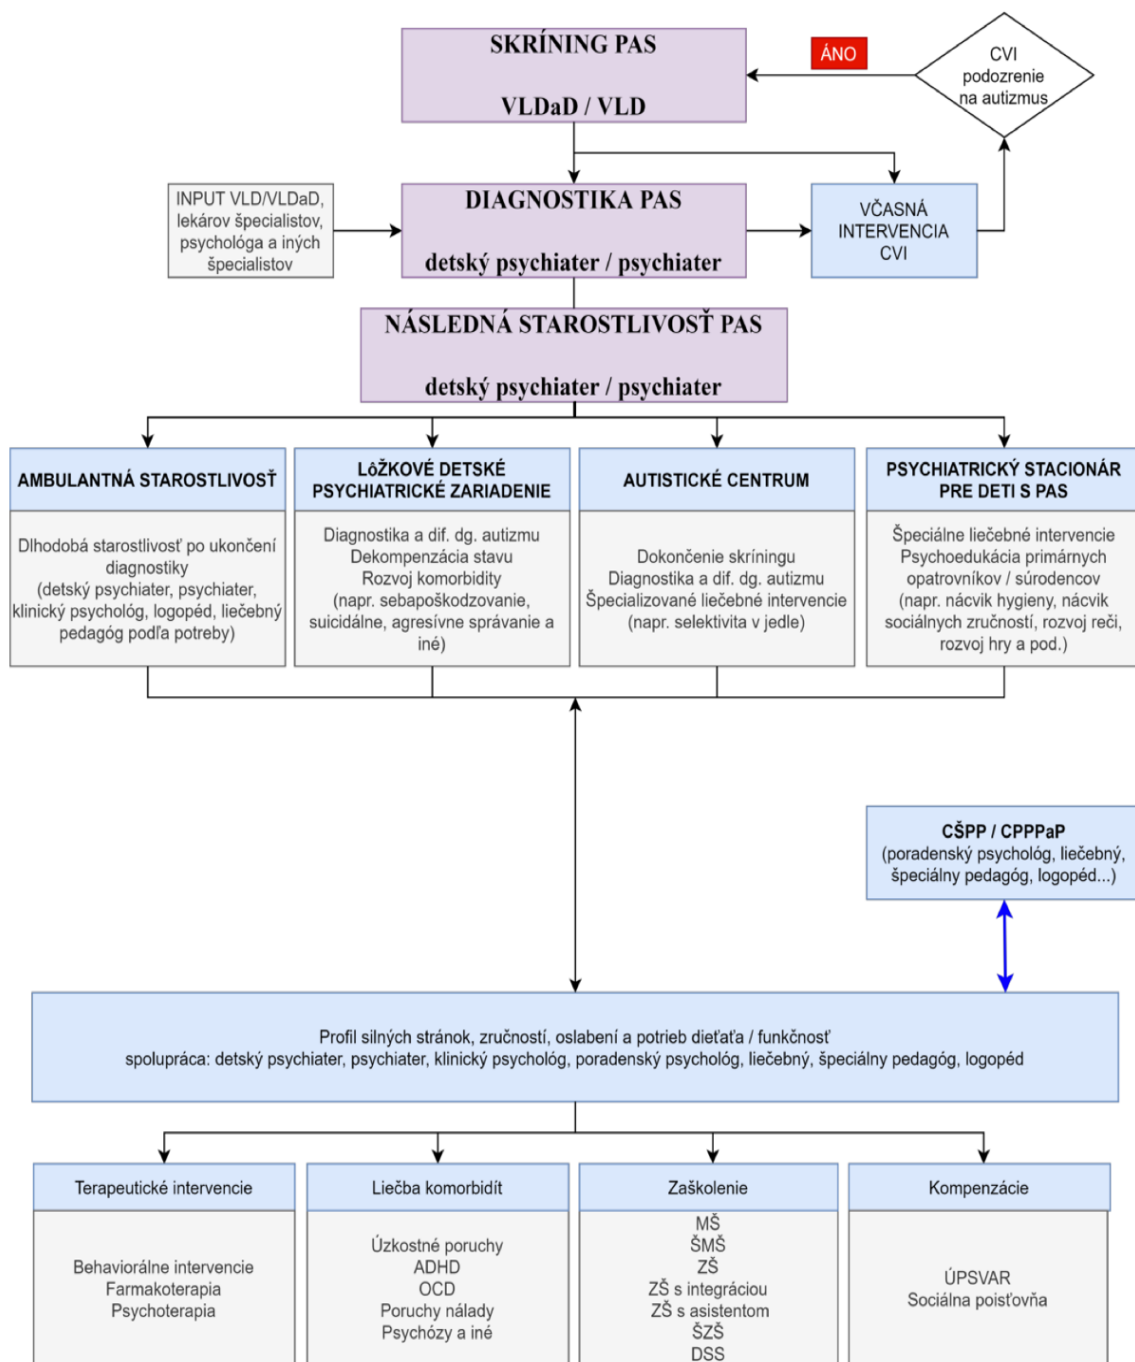 SKRÍNING PAS
VLDaD / VLD
ÁNO
CVI
podozrenie
na autizmus
INPUT VLD/VLDaD,
lekárov špecialistov,
psychológa a iných
špecialistov
DIAGNOSTIKA PAS
detský psychiater / psychiater
VČASNÁ
INTERVENCIA
CVI
NÁSLEDNÁ STAROSTLIVOSŤ PAS
detský psychiater / psychiater
AMBULANTNÁ STAROSTLIVOSŤ
Dlhodobá starostlivosť po ukončení
diagnostiky
(detský psychiater, psychiater,
klinický psychológ, logopéd, liečebný
pedagóg podľa potreby)
LôŽKOVÉ DETSKÉ
PSYCHIATRICKÉ ZARIADENIE
Diagnostika a dif. dg. autizmu
Dekompenzácia stavu
Rozvoj komorbidity
(napr. sebapoškodzovanie,
suicidálne, agresívne správanie a
iné)
AUTISTICKÉ CENTRUM
Dokončenie skríningu
Diagnostika a dif. dg. autizmu
Špecializované liečebné intervencie
(napr. selektivita v jedle)
PSYCHIATRICKÝ STACIONÁR
PRE DETI S PAS
Špeciálne liečebné intervencie
Psychoedukácia primárnych
opatrovníkov / súrodencov
(napr. nácvik hygieny, nácvik
sociálnych zručností, rozvoj reči,
rozvoj hry a pod.)
CŠPP / CPPPaP
(poradenský psychológ, liečebný,
špeciálny pedagóg, logopéd...)
Profil silných stránok, zručností, oslabení a potrieb dieťaťa / funkčnosť
spolupráca: detský psychiater, psychiater, klinický psychológ, poradenský psychológ, liečebný, špeciálny pedagóg, logopéd
Terapeutické intervencie
Behaviorálne intervencie
Farmakoterapia
Psychoterapia
Liečba komorbidít
Úzkostné poruchy
ADHD
OCD
Poruchy nálady
Psychózy a iné
Zaškolenie
MŠ
ŠMŠ
ZŠ
ZŠ s integráciou
ZŠ s asistentom
ŠZŠ
DSS
Kompenzácie
ÚPSVAR
Sociálna poisťovňa